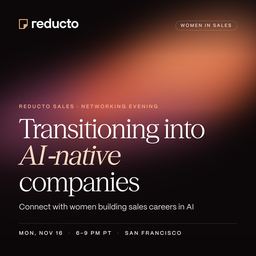 reducto
WOMEN IN SALES
REDUCTO SALES · NETWORKING EVENING
Transitioning into
AI-native
companies
Connect with women building sales careers in AI
MON, NOV 16 · 6–9 PM PT · SAN FRANCISCO